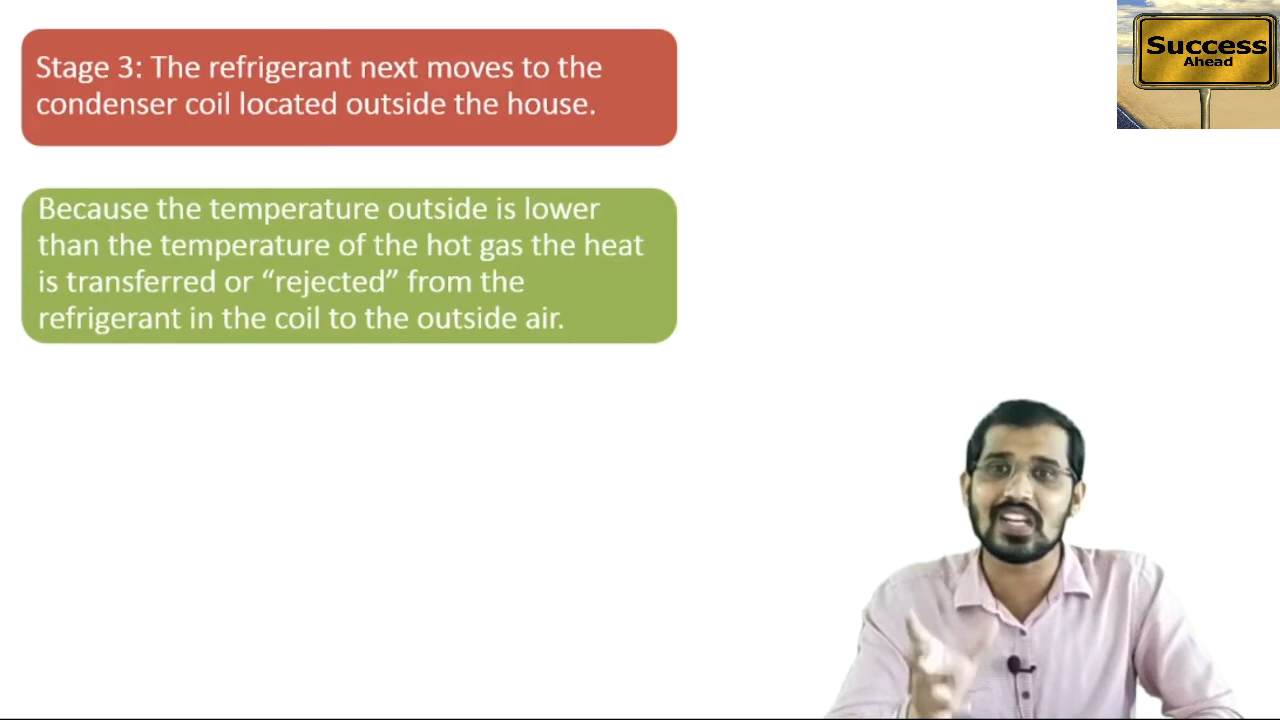 Stage 3: The refrigerant next moves to the
condenser coil located outside the house.
Because the temperature outside is lower
than the temperature of the hot gas the heat
is transferred or “rejected” from the
refrigerant in the coil to the outside air.
Success
Ahead